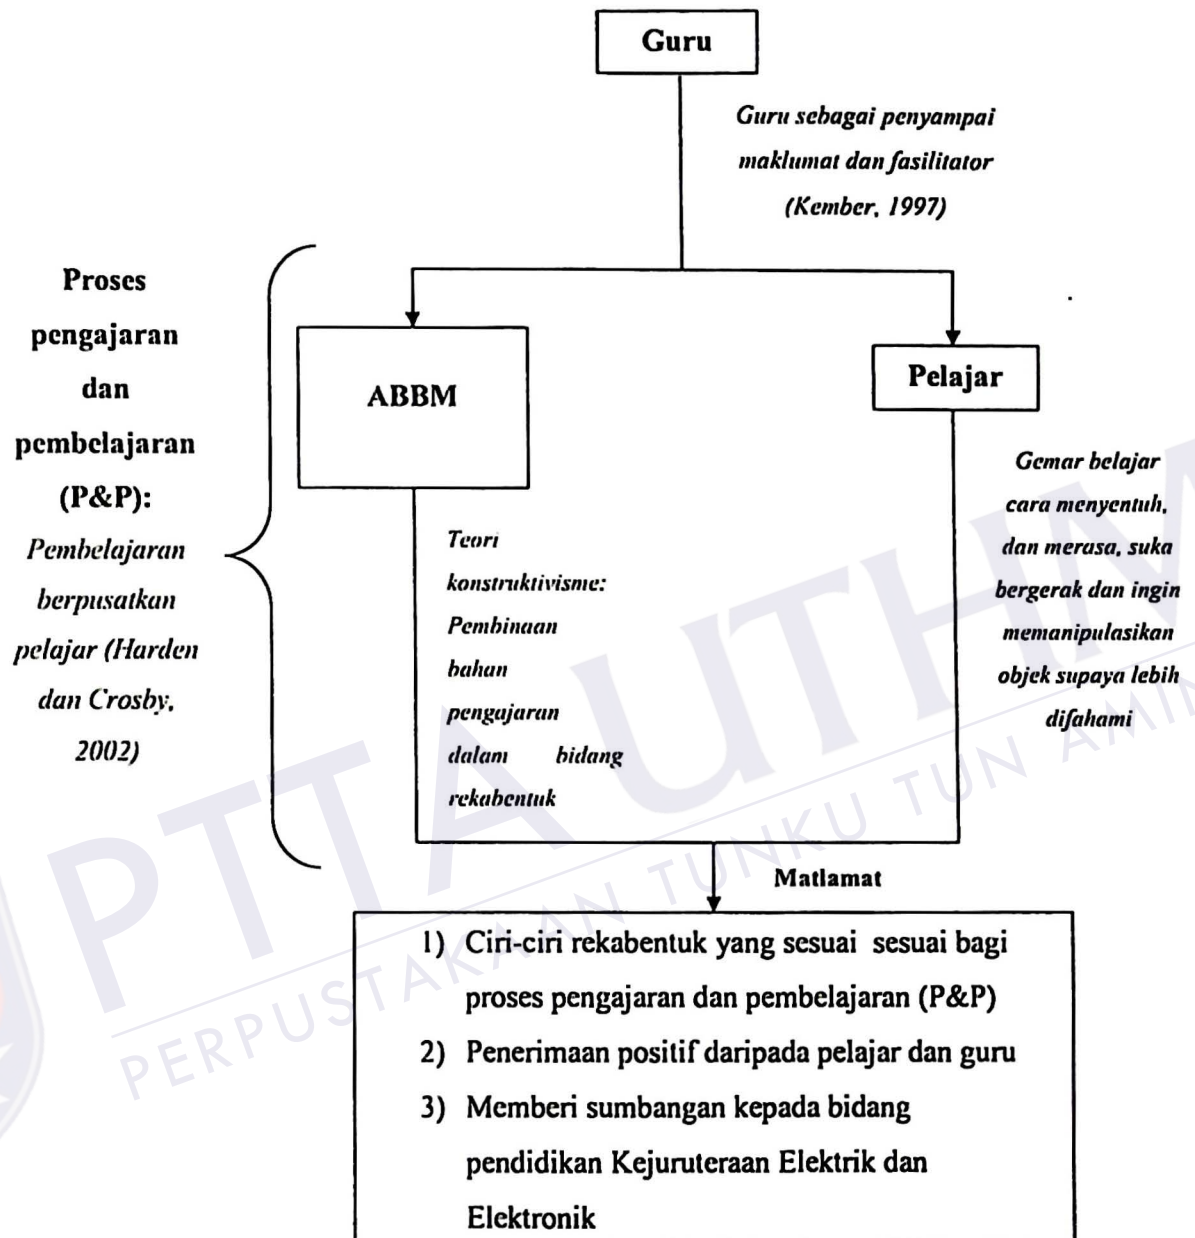 Guru
Guru sebagai penyampai
maklumat dan fasilitator
(Kember, 1997)
Proses
pengajaran
dan
pembelajaran
(P&P):
Pembelajaran
berpusatkan
pelajar (Harden
dan Crosby,
2002)
ABBM
Pelajar
Teori
konstruktivisme:
Pembinaan
bahan
pengajaran
dalam bidang
rekabentuk
Gemar belajar
cara menyentuh,
dan merasa, suka
bergerak dan ingin
memanipulasikan
objek supaya lebih
difahami
Matlamat
1) Ciri-ciri rekabentuk yang sesuai sesuai bagi
proses pengajaran dan pembelajaran (P&P)
2) Penerimaan positif daripada pelajar dan guru
3) Memberi sumbangan kepada bidang
pendidikan Kejuruteraan Elektrik dan
Elektronik
PTTA UTHM
PERPUSTAKAAN TUNKU TUN AMIN